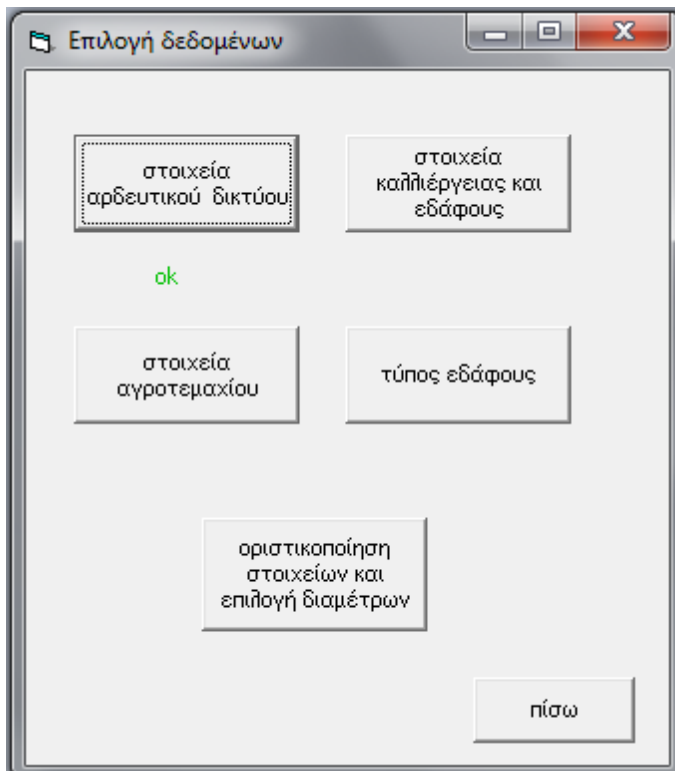 Επιλογή δεδομένων
στοιχεία
αρδευτικού δικτύου
στοιχεία
καλλιέργειας και
εδάφους
ok
στοιχεία
αγροτεμαχίου
τύπος εδάφους
οριστικοποίηση
στοιχείων και
επιλογή διαμέτρων
πίσω